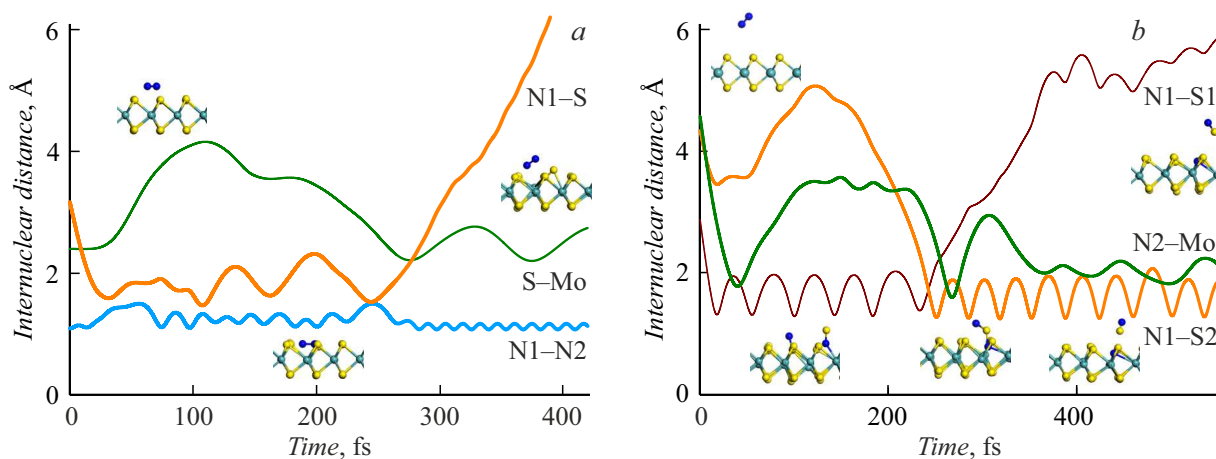 Internuclear distance, Å
6
4
2
0
a
N1–S
S–Mo
N1–N2
0
100
200
300
400
Time, fs
Internuclear distance, Å
6
4
2
0
b
N1–S1
N2–Mo
N1–S2
0
200
400
Time, fs